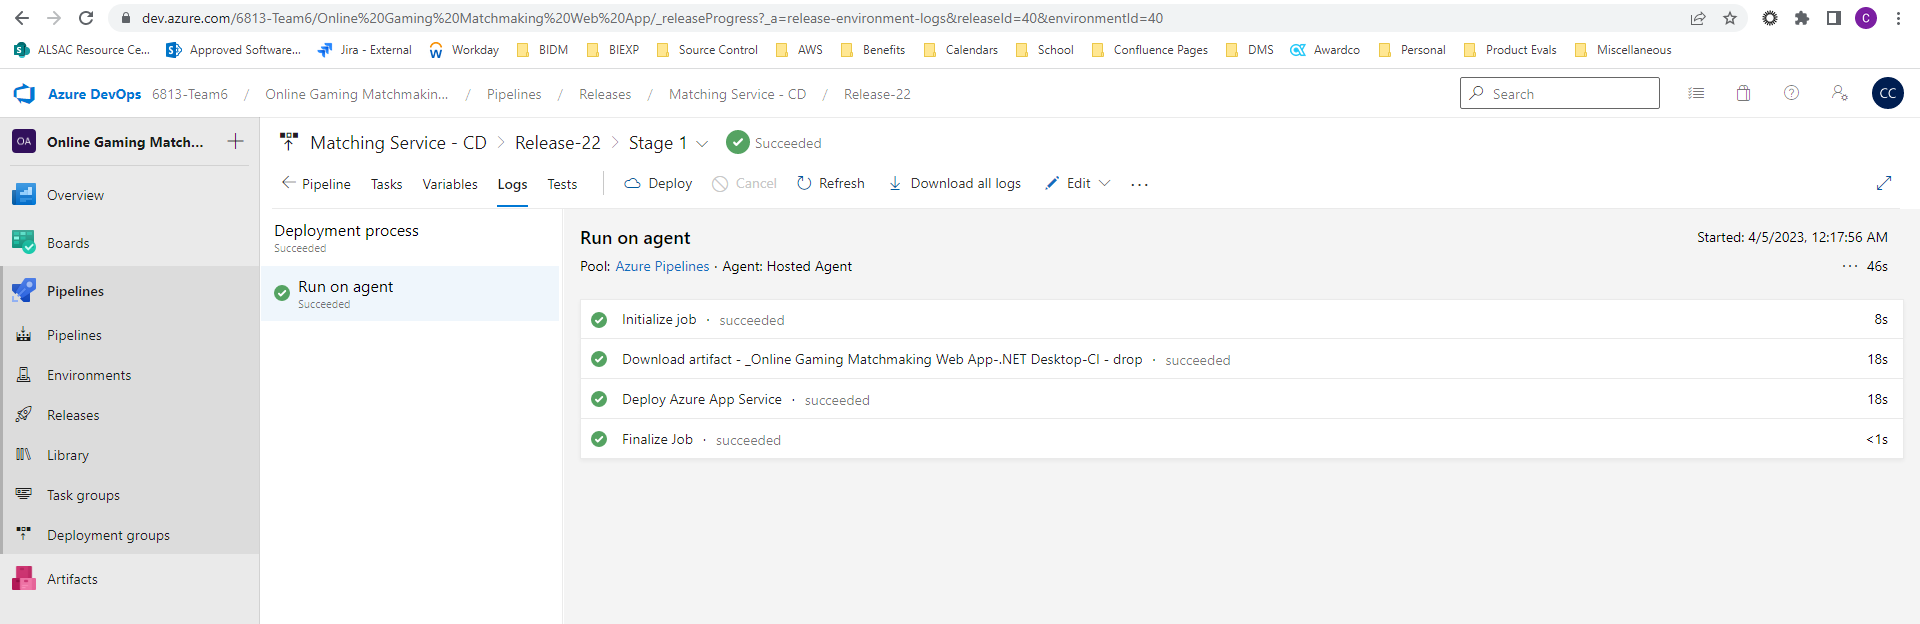 dev.azure.com/6813-Team6/Online%20Gaming%20Matchmaking%20Web%20App/_releaseProgress?_a=release-environment-logs&releaseId=40&environmentId=40
C
ALSAC Resource Ce... Approved Software... Jira - External Workday BIDM BIEXP Source Control AWS Benefits Calendars School Confluence Pages DMS Awardco Personal Product Evals Miscellaneous
Azure DevOps 6813-Team6 / Online Gaming Matchmakin... / Pipelines / Releases / Matching Service - CD / Release-22
Search
CC
OA Online Gaming Match...
Overview
Boards
Pipelines
Pipelines
Environments
Releases
Library
Task groups
Deployment groups
Artifacts
Matching Service - CD > Release-22 > Stage 1 Succeeded
Pipeline Tasks Variables Logs Tests Deploy Cancel Refresh Download all logs Edit ...
Deployment process
Succeeded
Run on agent
Succeeded
Run on agent
Started: 4/5/2023, 12:17:56 AM
Pool: Azure Pipelines · Agent: Hosted Agent
... 46s
Initialize job · succeeded 8s
Download artifact - _Online Gaming Matchmaking Web App-.NET Desktop-CI - drop · succeeded 18s
Deploy Azure App Service · succeeded 18s
Finalize Job · succeeded <1s